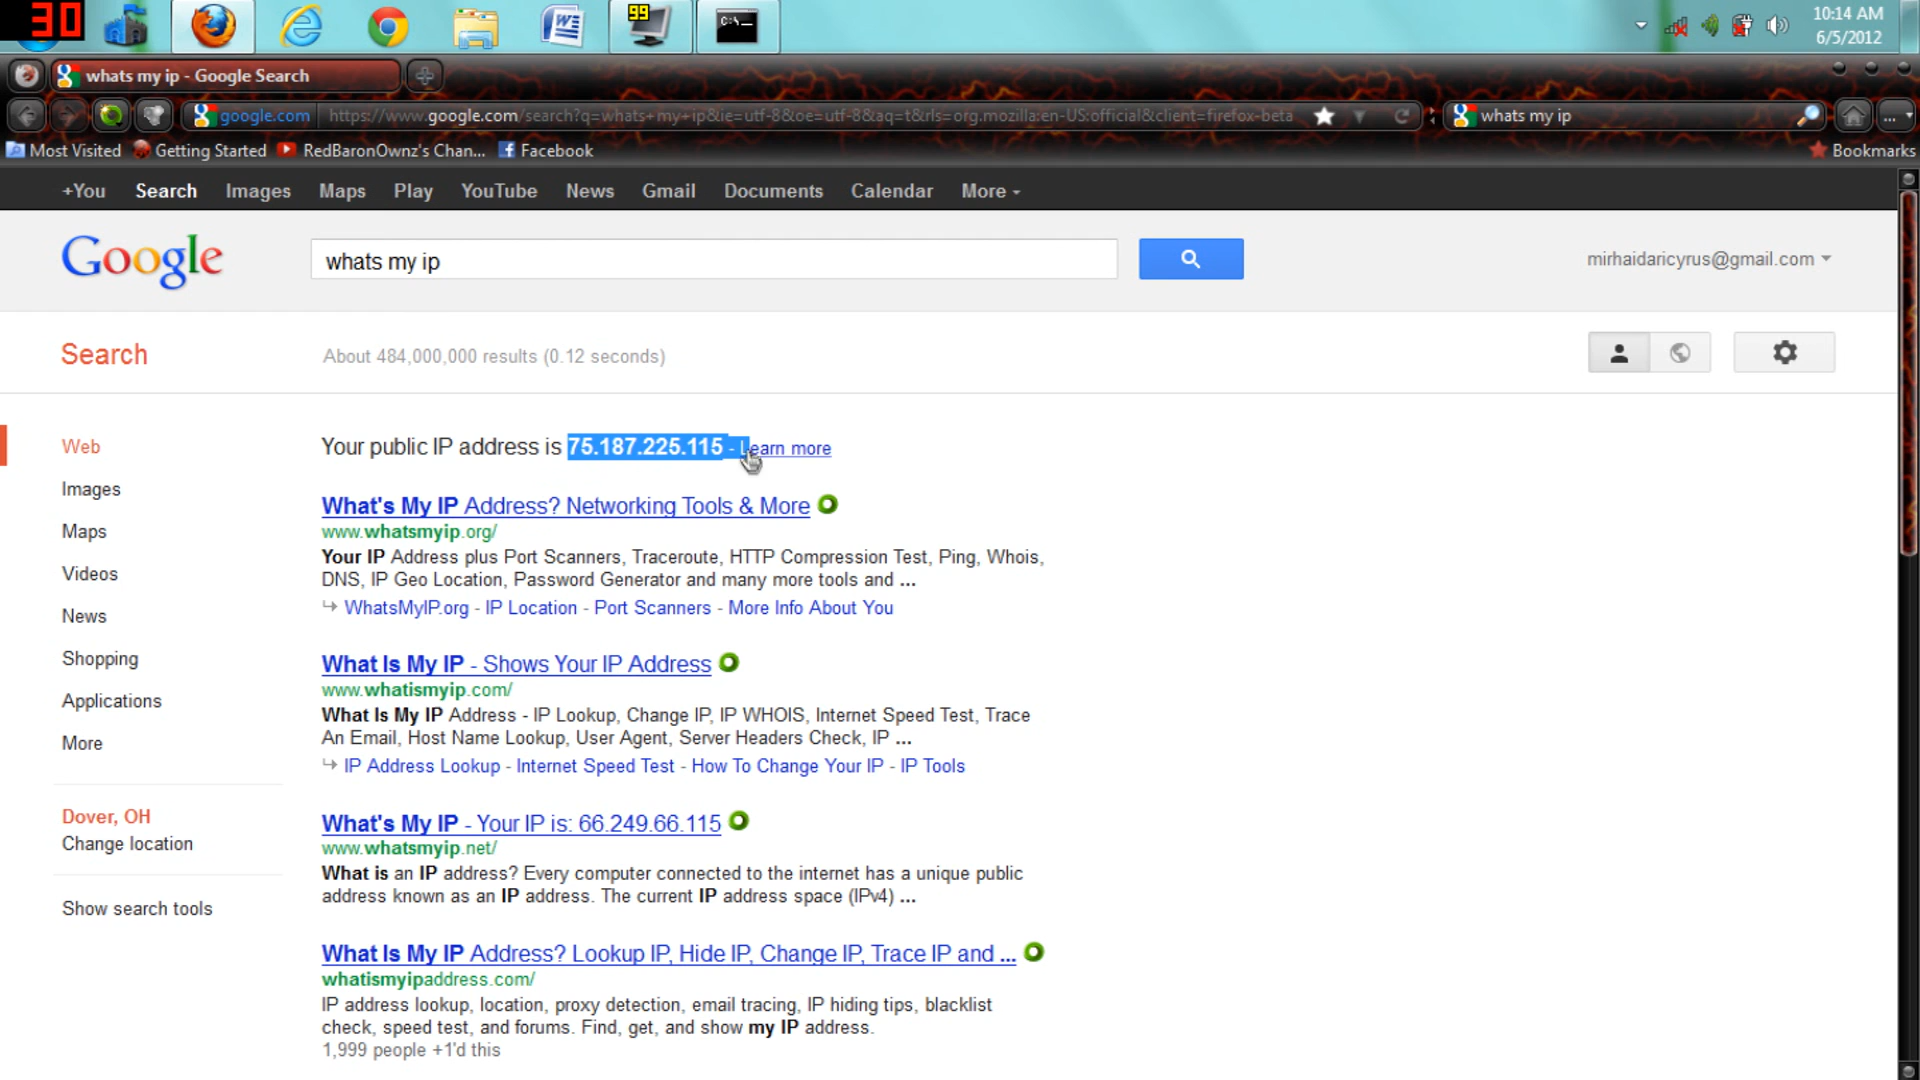 30
99
C:\_
10:14 AM
6/5/2012
whats my ip - Google Search
google.com https://www.google.com/search?q=whats+my+ip&ie=utf-8&oe=utf-8&aq=t&rls=org.mozilla:en-US:official&client=firefox-beta
whats my ip
Most Visited Getting Started RedBaronOwnz's Chan... Facebook Bookmarks
+You Search Images Maps Play YouTube News Gmail Documents Calendar More
Google
whats my ip
mirhaidaricyrus@gmail.com
Search
About 484,000,000 results (0.12 seconds)
Web
Images
Maps
Videos
News
Shopping
Applications
More
Dover, OH
Change location
Show search tools
Your public IP address is 75.187.225.115 - Learn more
What's My IP Address? Networking Tools & More
www.whatsmyip.org/
Your IP Address plus Port Scanners, Traceroute, HTTP Compression Test, Ping, Whois,
DNS, IP Geo Location, Password Generator and many more tools and ...
WhatsMyIP.org - IP Location - Port Scanners - More Info About You
What Is My IP - Shows Your IP Address
www.whatismyip.com/
What Is My IP Address - IP Lookup, Change IP, IP WHOIS, Internet Speed Test, Trace
An Email, Host Name Lookup, User Agent, Server Headers Check, IP ...
IP Address Lookup - Internet Speed Test - How To Change Your IP - IP Tools
What's My IP - Your IP is: 66.249.66.115
www.whatsmyip.net/
What is an IP address? Every computer connected to the internet has a unique public
address known as an IP address. The current IP address space (IPv4) ...
What Is My IP Address? Lookup IP, Hide IP, Change IP, Trace IP and ...
whatismyipaddress.com/
IP address lookup, location, proxy detection, email tracing, IP hiding tips, blacklist
check, speed test, and forums. Find, get, and show my IP address.
1,999 people +1'd this